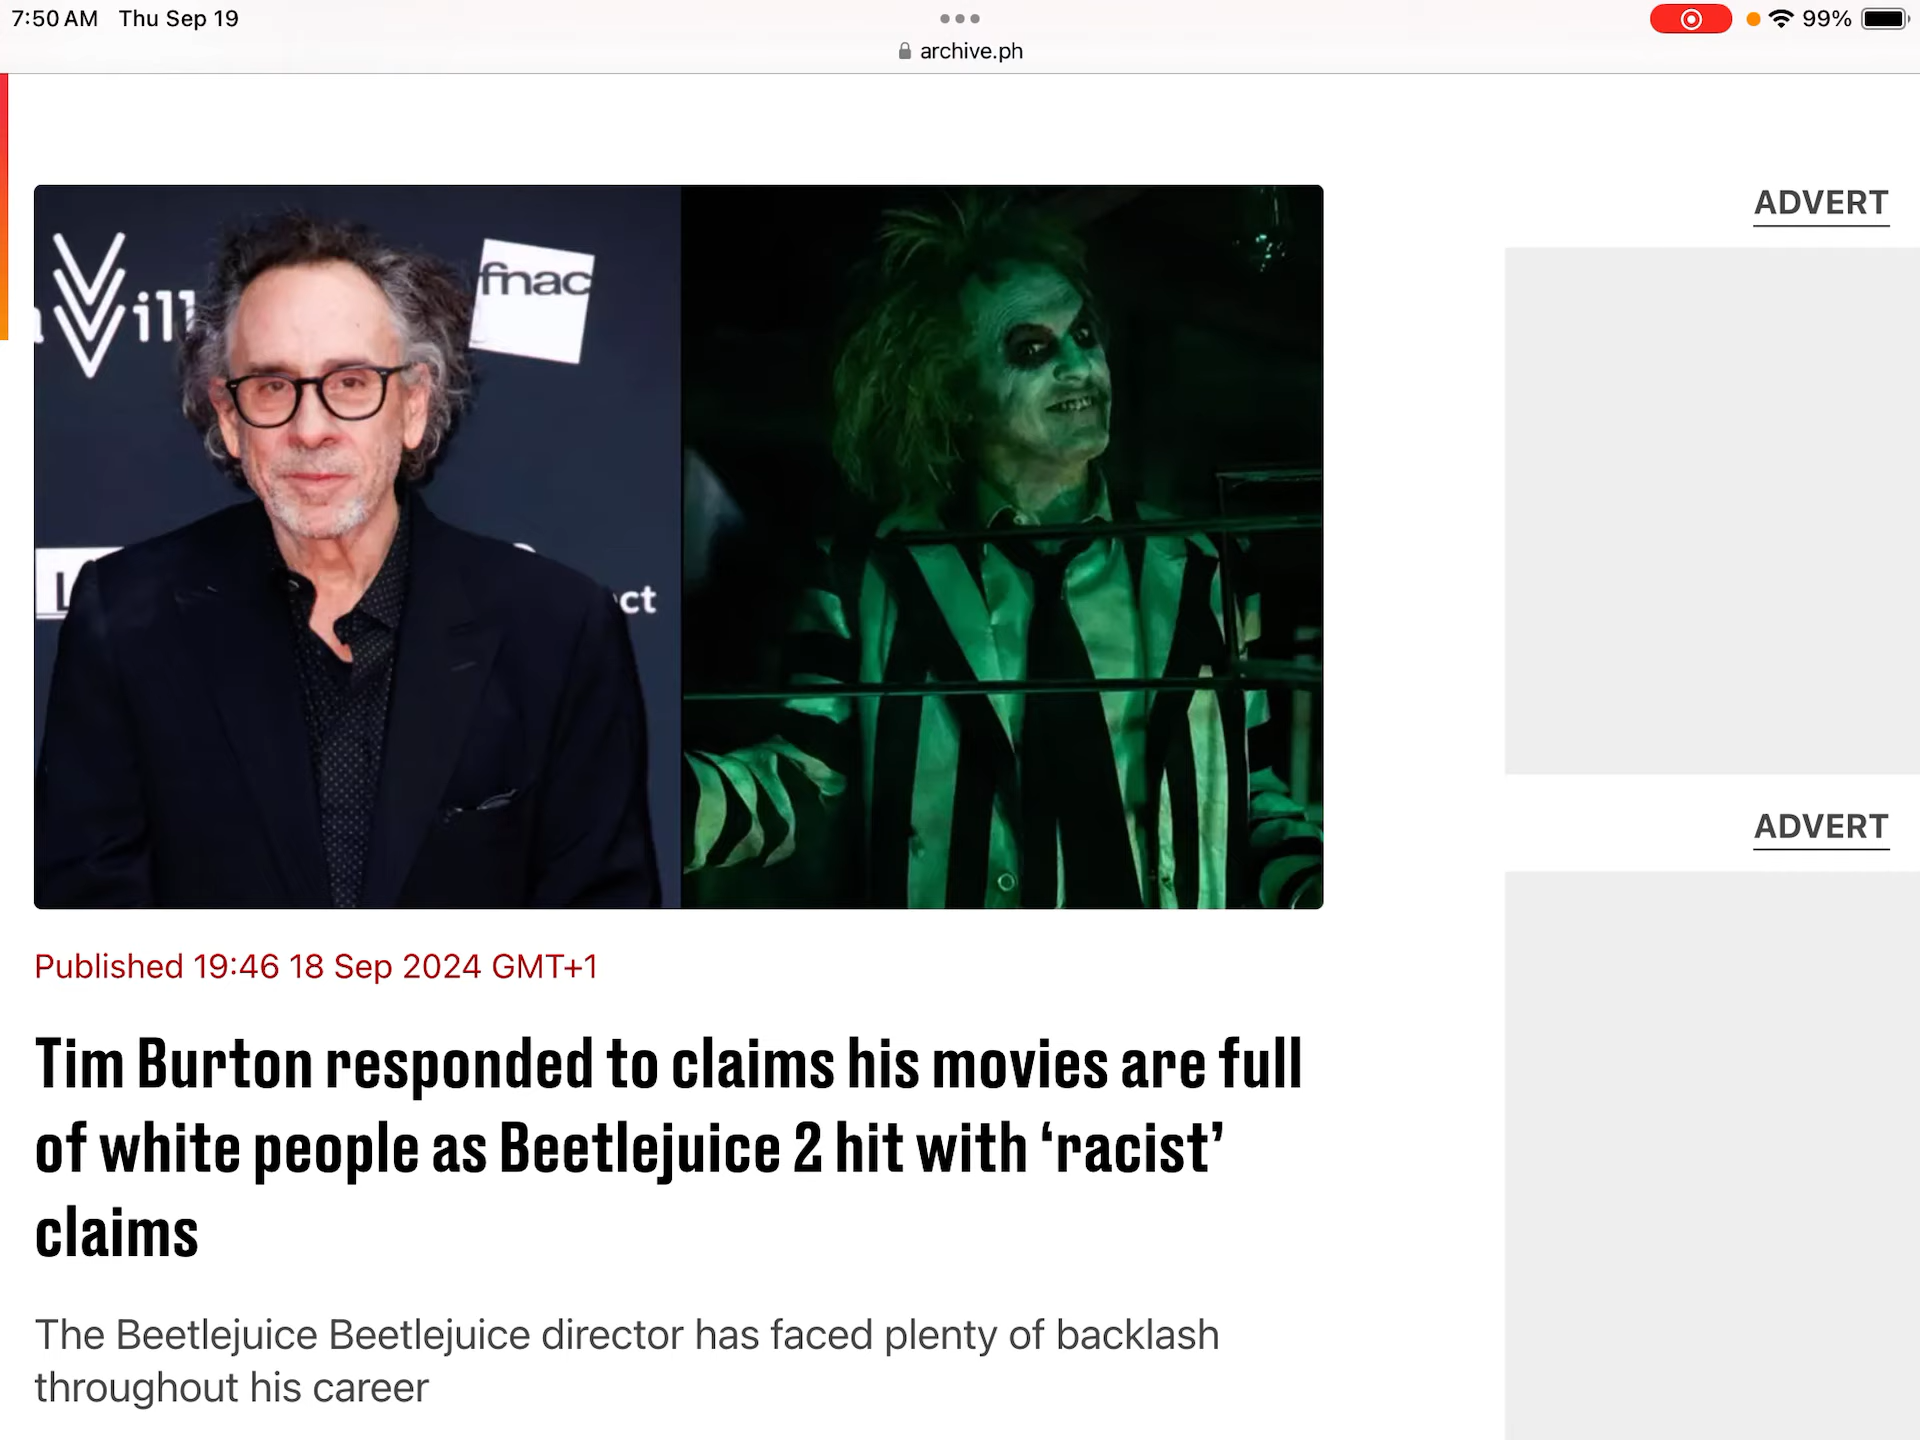 7:50 AM Thu Sep 19
99%
archive.ph
ADVERT
fnac
Vill
ct
ADVERT
Published 19:46 18 Sep 2024 GMT+1
Tim Burton responded to claims his movies are full
of white people as Beetlejuice 2 hit with ‘racist’
claims
The Beetlejuice Beetlejuice director has faced plenty of backlash
throughout his career